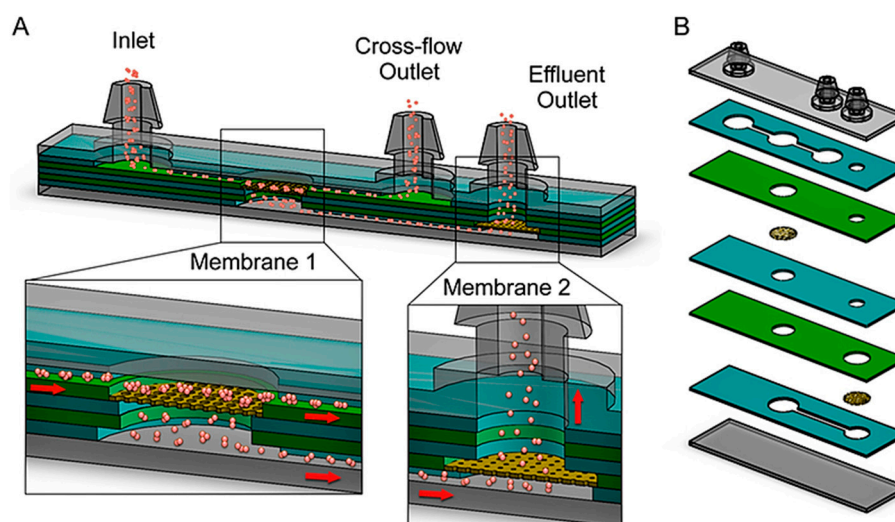 A
B
Inlet
Cross-flow
Outlet
Effluent
Outlet
Membrane 1
Membrane 2